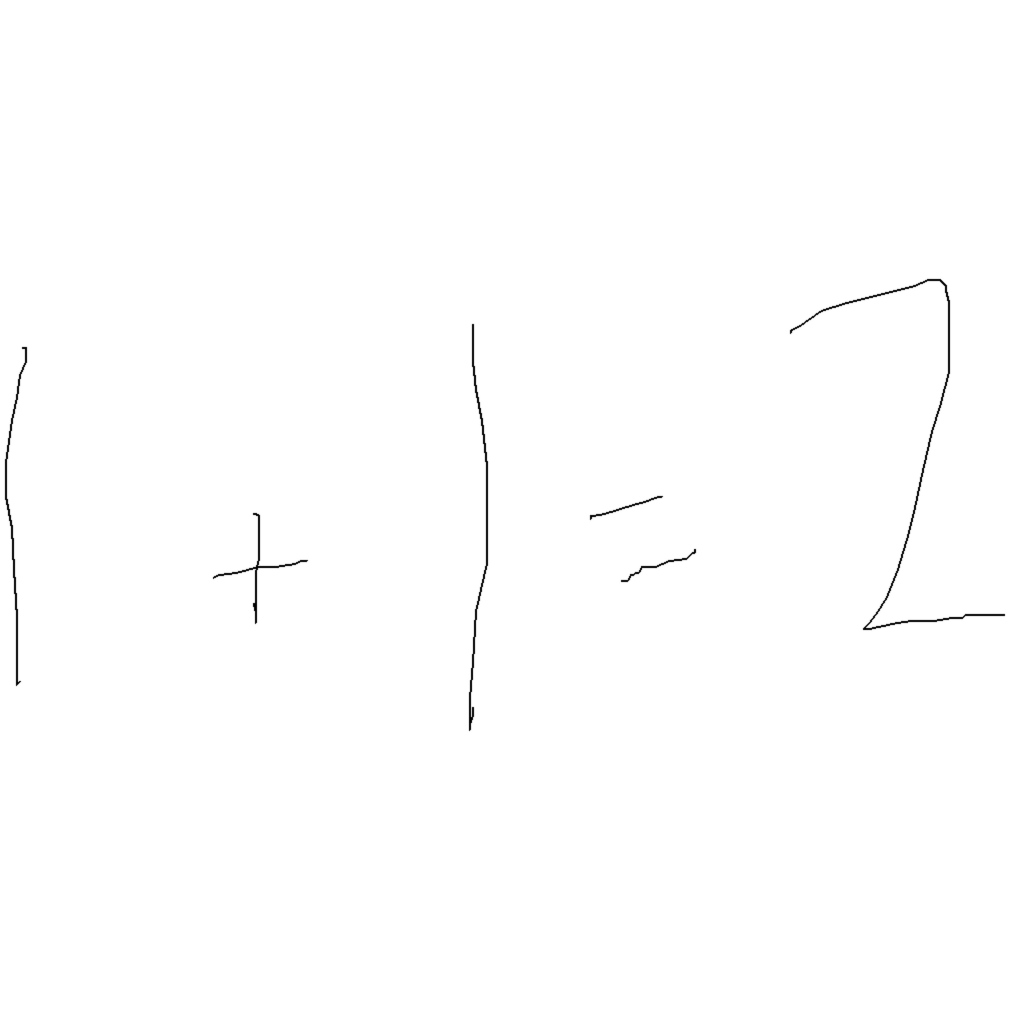 1 + 1 = 2